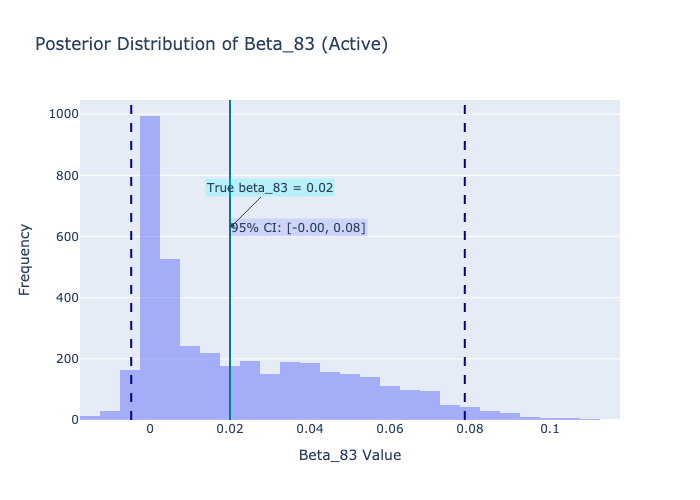 Posterior Distribution of Beta_83 (Active)
1000
800
600
400
200
0
Frequency
True beta_83 = 0.02
95% CI: [-0.00, 0.08]
0
0.02
0.04
0.06
0.08
0.1
Beta_83 Value